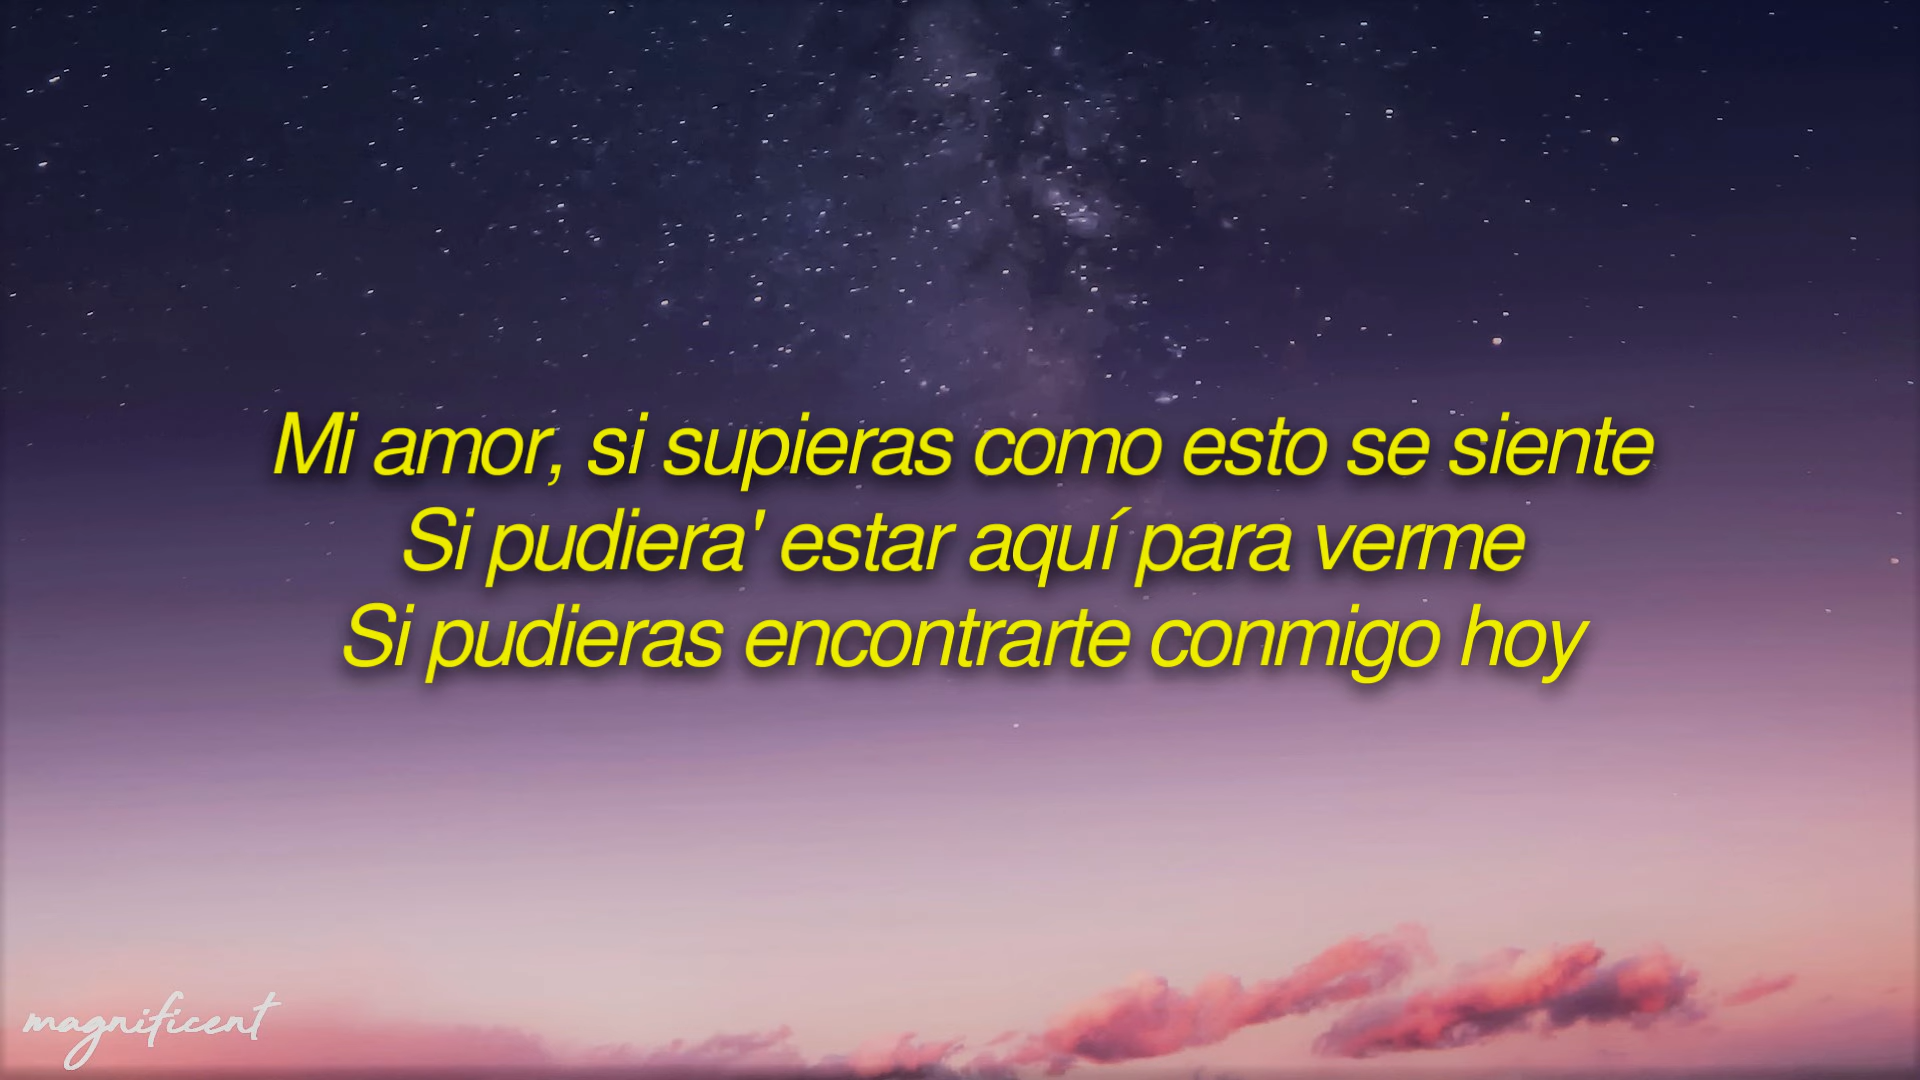 Mi amor, si supieras como esto se siente
Si pudiera' estar aquí para verme
Si pudieras encontrarte conmigo hoy
magnificent